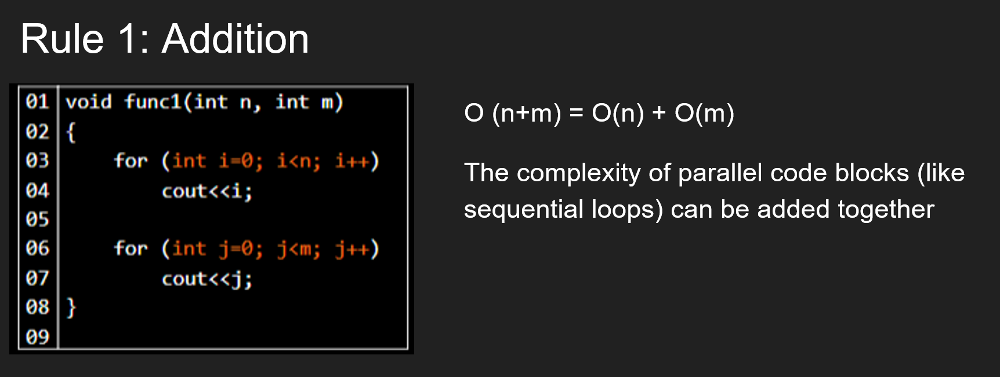 Rule 1: Addition
01 void func1(int n, int m)
02 {
03     for (int i=0; i<n; i++)
04         cout<<i;
05
06     for (int j=0; j<m; j++)
07         cout<<j;
08 }
09
O (n+m) = O(n) + O(m)
The complexity of parallel code blocks (like
sequential loops) can be added together